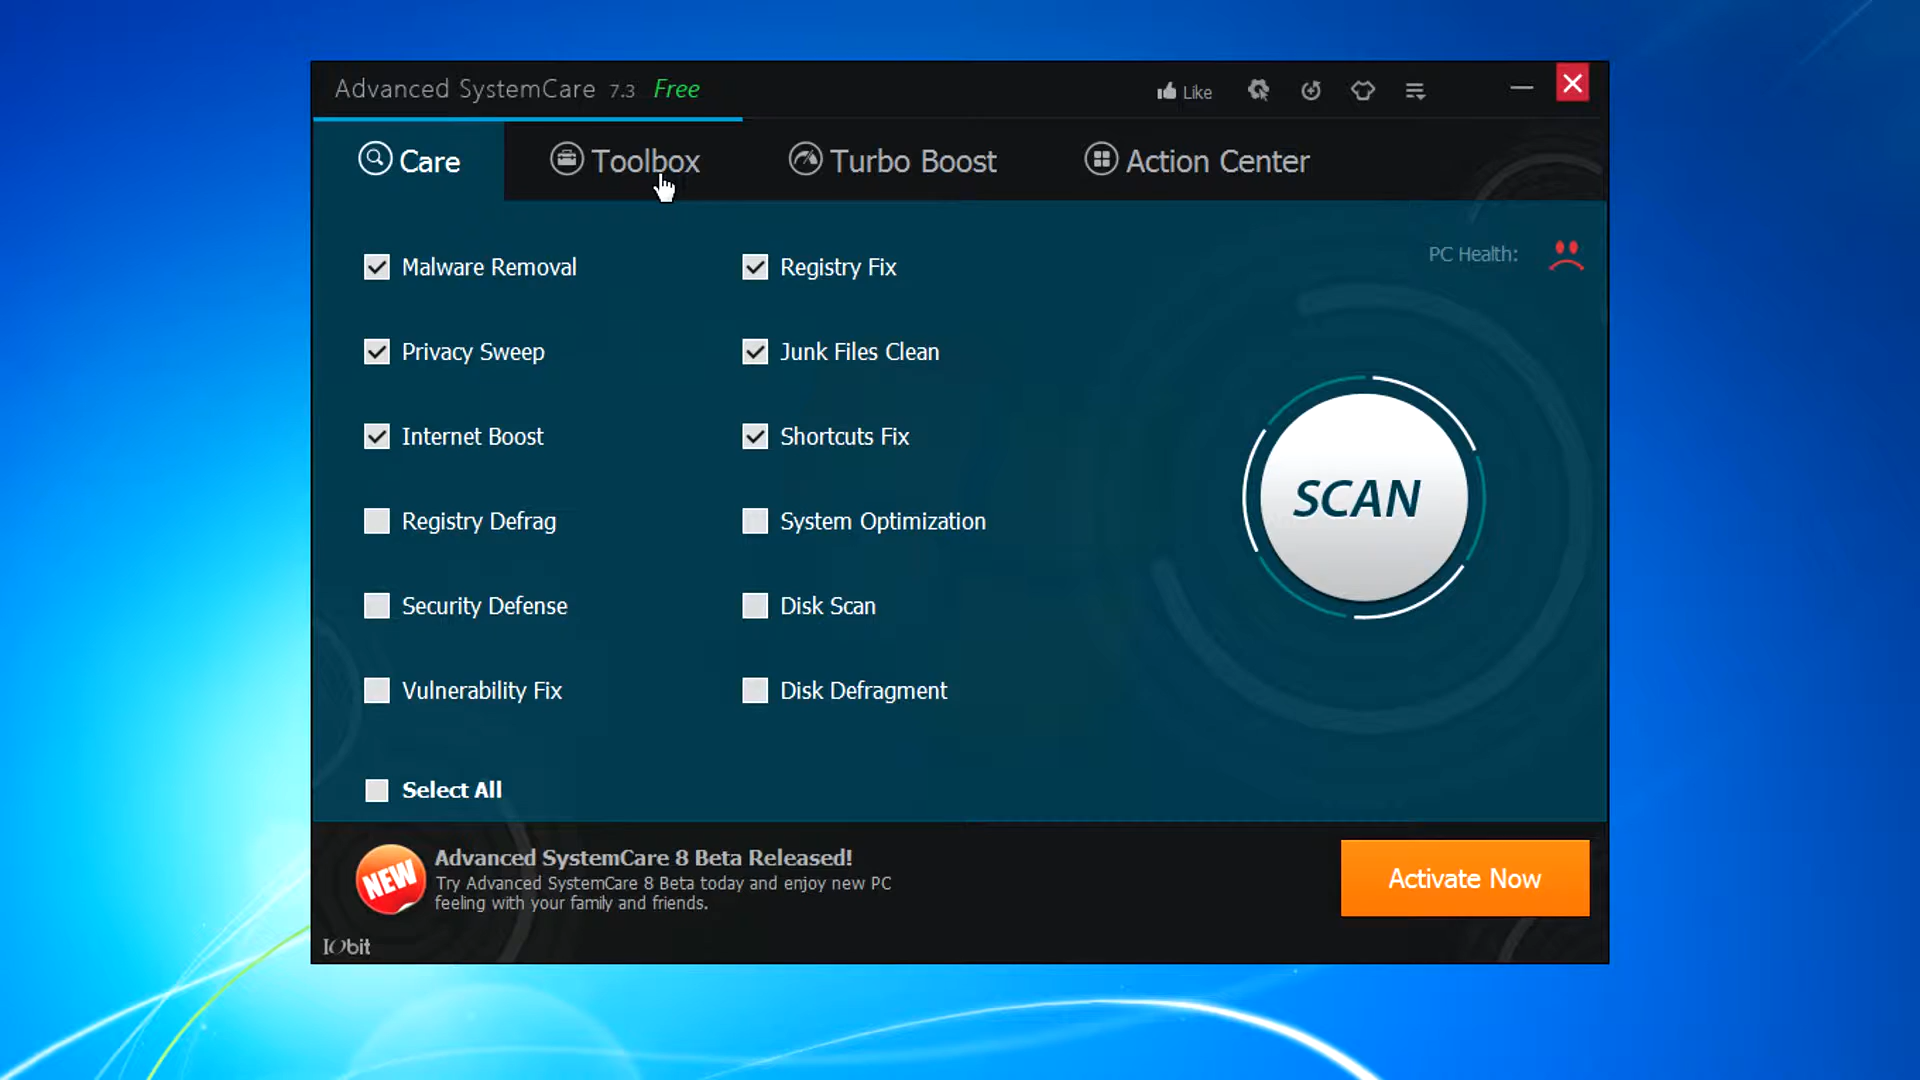 Advanced SystemCare 7.3 Free
Like
Care
Toolbox
Turbo Boost
Action Center
PC Health:
Malware Removal
Registry Fix
Privacy Sweep
Junk Files Clean
Internet Boost
Shortcuts Fix
SCAN
Registry Defrag
System Optimization
Security Defense
Disk Scan
Vulnerability Fix
Disk Defragment
Select All
NEW
Advanced SystemCare 8 Beta Released!
Try Advanced SystemCare 8 Beta today and enjoy new PC
feeling with your family and friends.
Activate Now
IObit